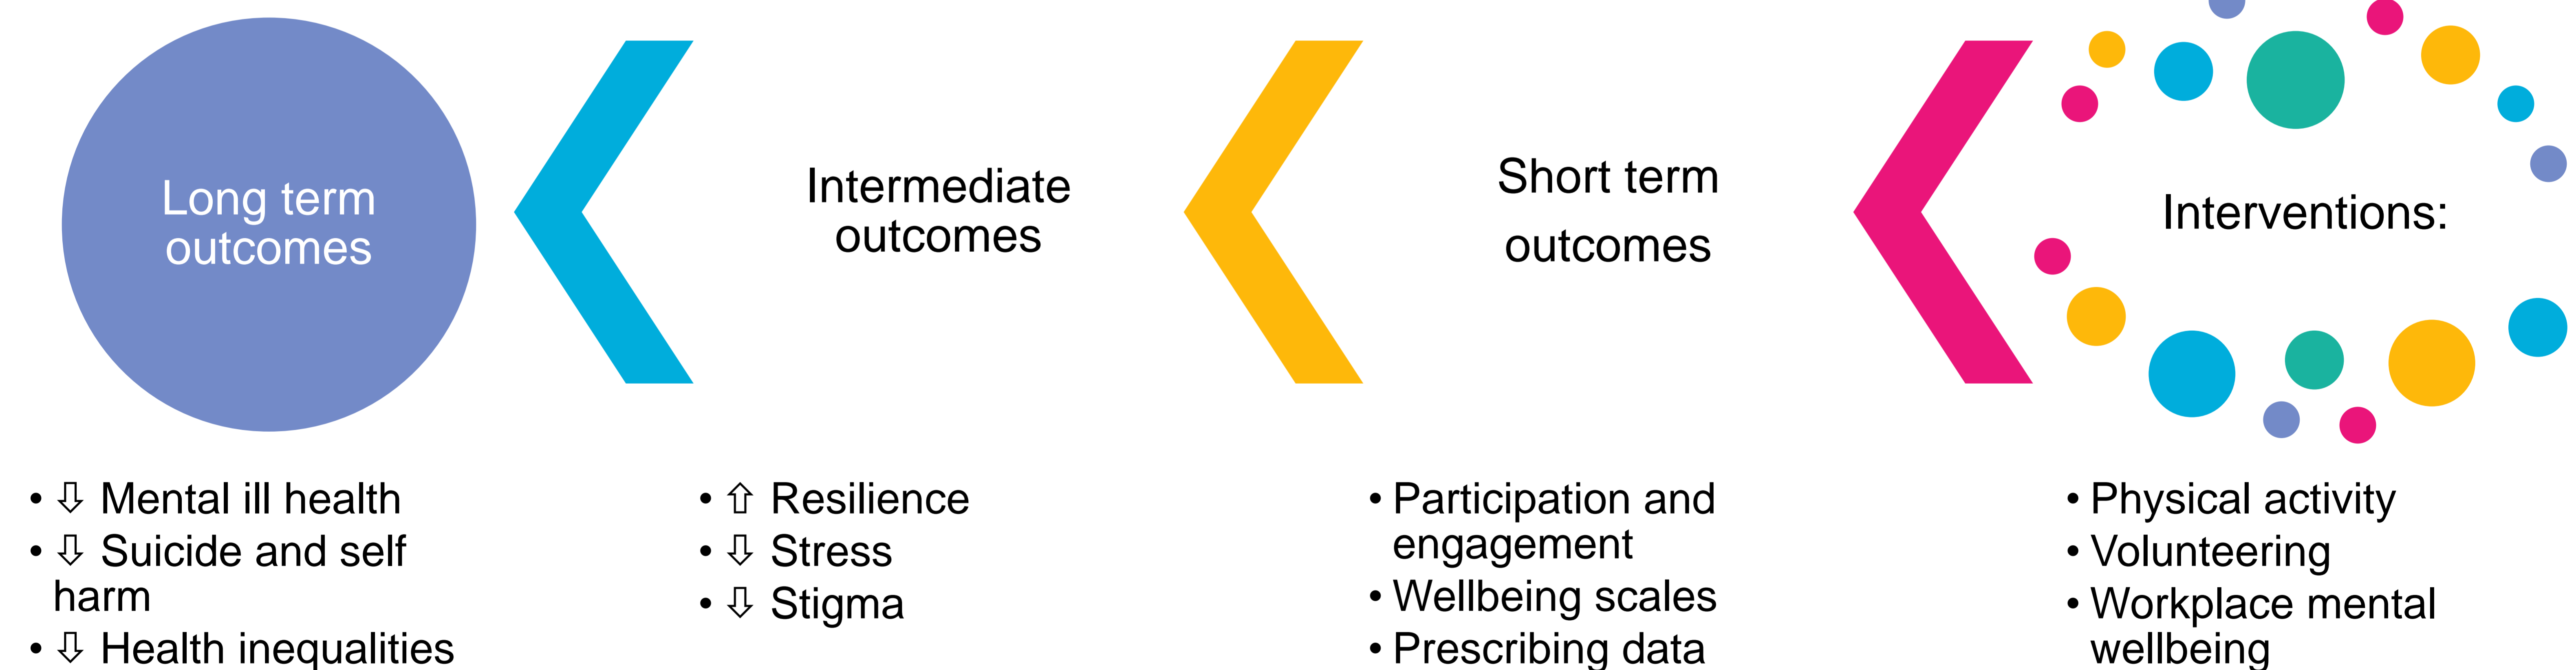 Long term
outcomes
Intermediate
outcomes
Short term
outcomes
Interventions:
• ⇩ Mental ill health
• ⇩ Suicide and self
harm
• ⇩ Health inequalities
• ⇧ Resilience
• ⇩ Stress
• ⇩ Stigma
• Participation and
engagement
• Wellbeing scales
• Prescribing data
• Physical activity
• Volunteering
• Workplace mental
wellbeing